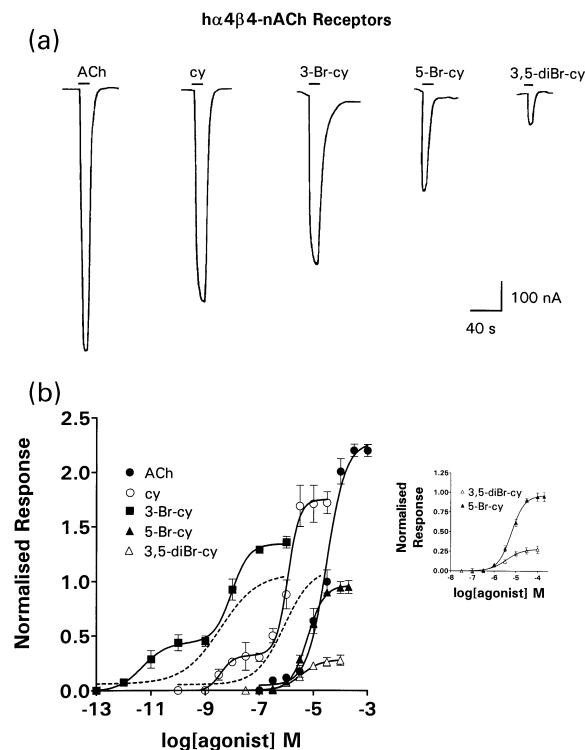 hα4β4-nACh Receptors
(a)
ACh cy 3-Br-cy 5-Br-cy 3,5-diBr-cy
100 nA
40 s
(b)
2.5
2.0
1.5
1.0
0.5
0.0
Normalised Response
ACh
cy
3-Br-cy
5-Br-cy
3,5-diBr-cy
-13 -11 -9 -7 -5 -3
log[agonist] M
1.25
1.00
0.75
0.50
0.25
0.00
Normalised
Response
3,5-diBr-cy
5-Br-cy
-8 -7 -6 -5 -4
log[agonist] M